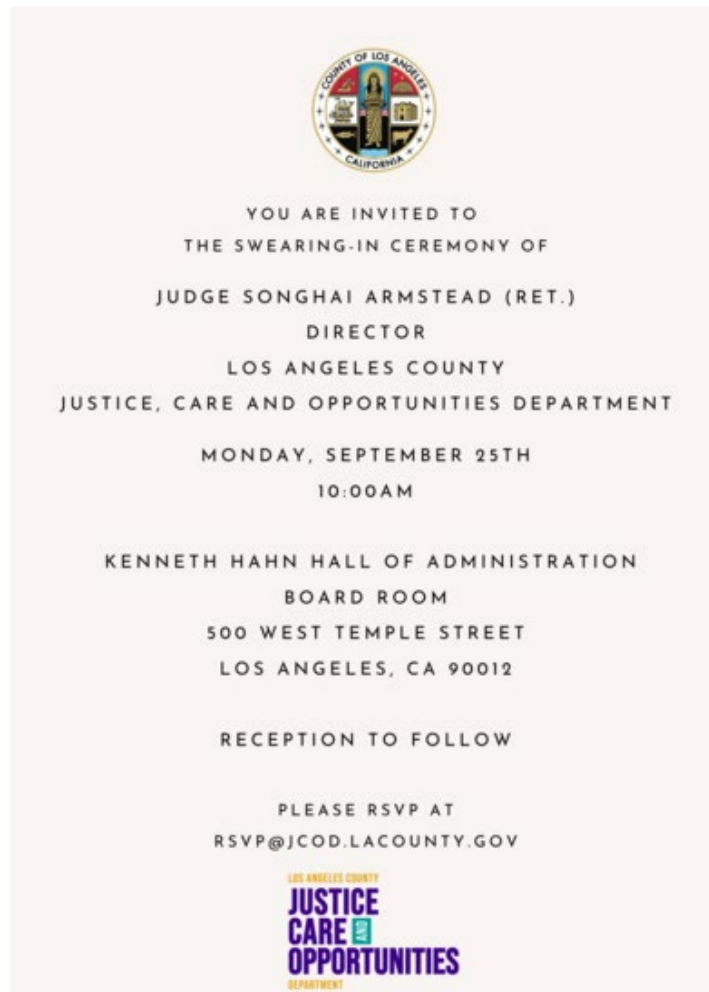 COUNTY OF LOS ANGELES
CALIFORNIA
YOU ARE INVITED TO
THE SWEARING-IN CEREMONY OF
JUDGE SONGHAI ARMSTEAD (RET.)
DIRECTOR
LOS ANGELES COUNTY
JUSTICE, CARE AND OPPORTUNITIES DEPARTMENT
MONDAY, SEPTEMBER 25TH
10:00AM
KENNETH HAHN HALL OF ADMINISTRATION
BOARD ROOM
500 WEST TEMPLE STREET
LOS ANGELES, CA 90012
RECEPTION TO FOLLOW
PLEASE RSVP AT
RSVP@JCOD.LACOUNTY.GOV
LOS ANGELES COUNTY
JUSTICE
CARE AND
OPPORTUNITIES
DEPARTMENT